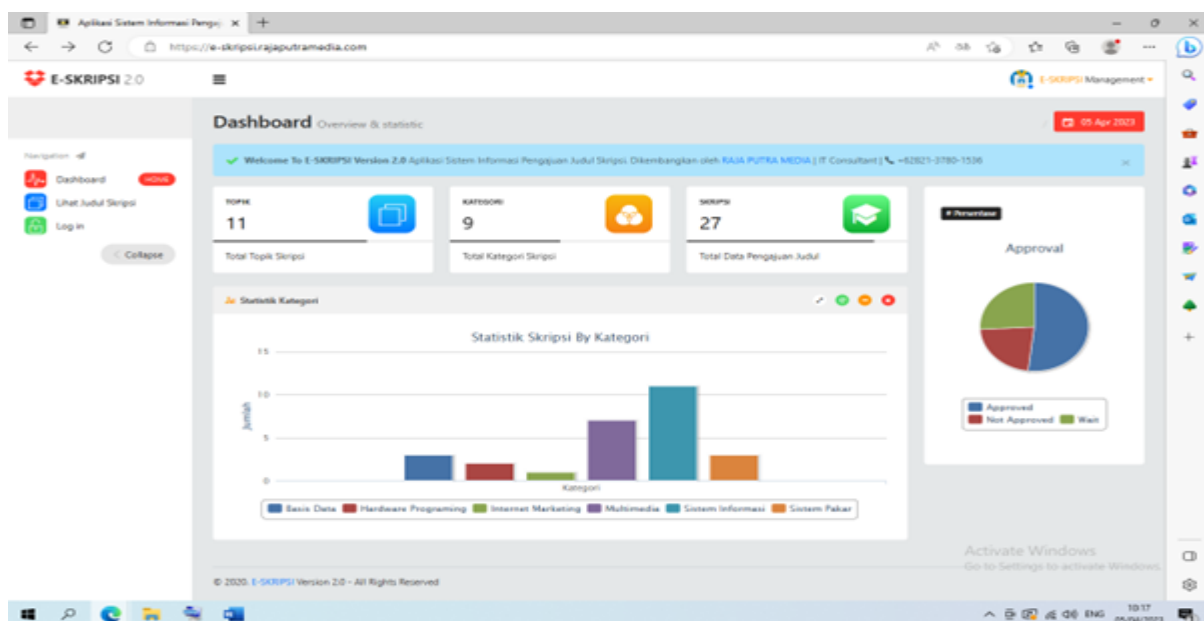 Aplikasi Sistem Informasi Pengaj
https://e-skripsi.rajaputramedia.com
E-SKRIPSI 2.0
E-SKRIPSI Management
Dashboard Overview & statistic
05 Apr 2023
Navigation
Welcome To E-SKRIPSI Version 2.0 Aplikasi Sistem Informasi Pengajuan Judul Skripsi. Dikembangkan oleh RAJA PUTRA MEDIA | IT Consultant | +62821-3780-1536
Dashboard HOME
Lihat Judul Skripsi
Log in
Collapse
TOPIK
11
Total Topik Skripsi
KATEGORI
9
Total Kategori Skripsi
SKRIPSI
27
Total Data Pengajuan Judul
# Persentase
Approval
Approved
Not Approved Wait
Statistik Kategori
Statistik Skripsi By Kategori
15
10
5
0
Jumlah
Kategori
Basis Data Hardware Programing Internet Marketing Multimedia Sistem Informasi Sistem Pakar
Activate Windows
Go to Settings to activate Windows.
© 2020. E-SKRIPSI Version 2.0 - All Rights Reserved
ENG
10:17
05/04/2023